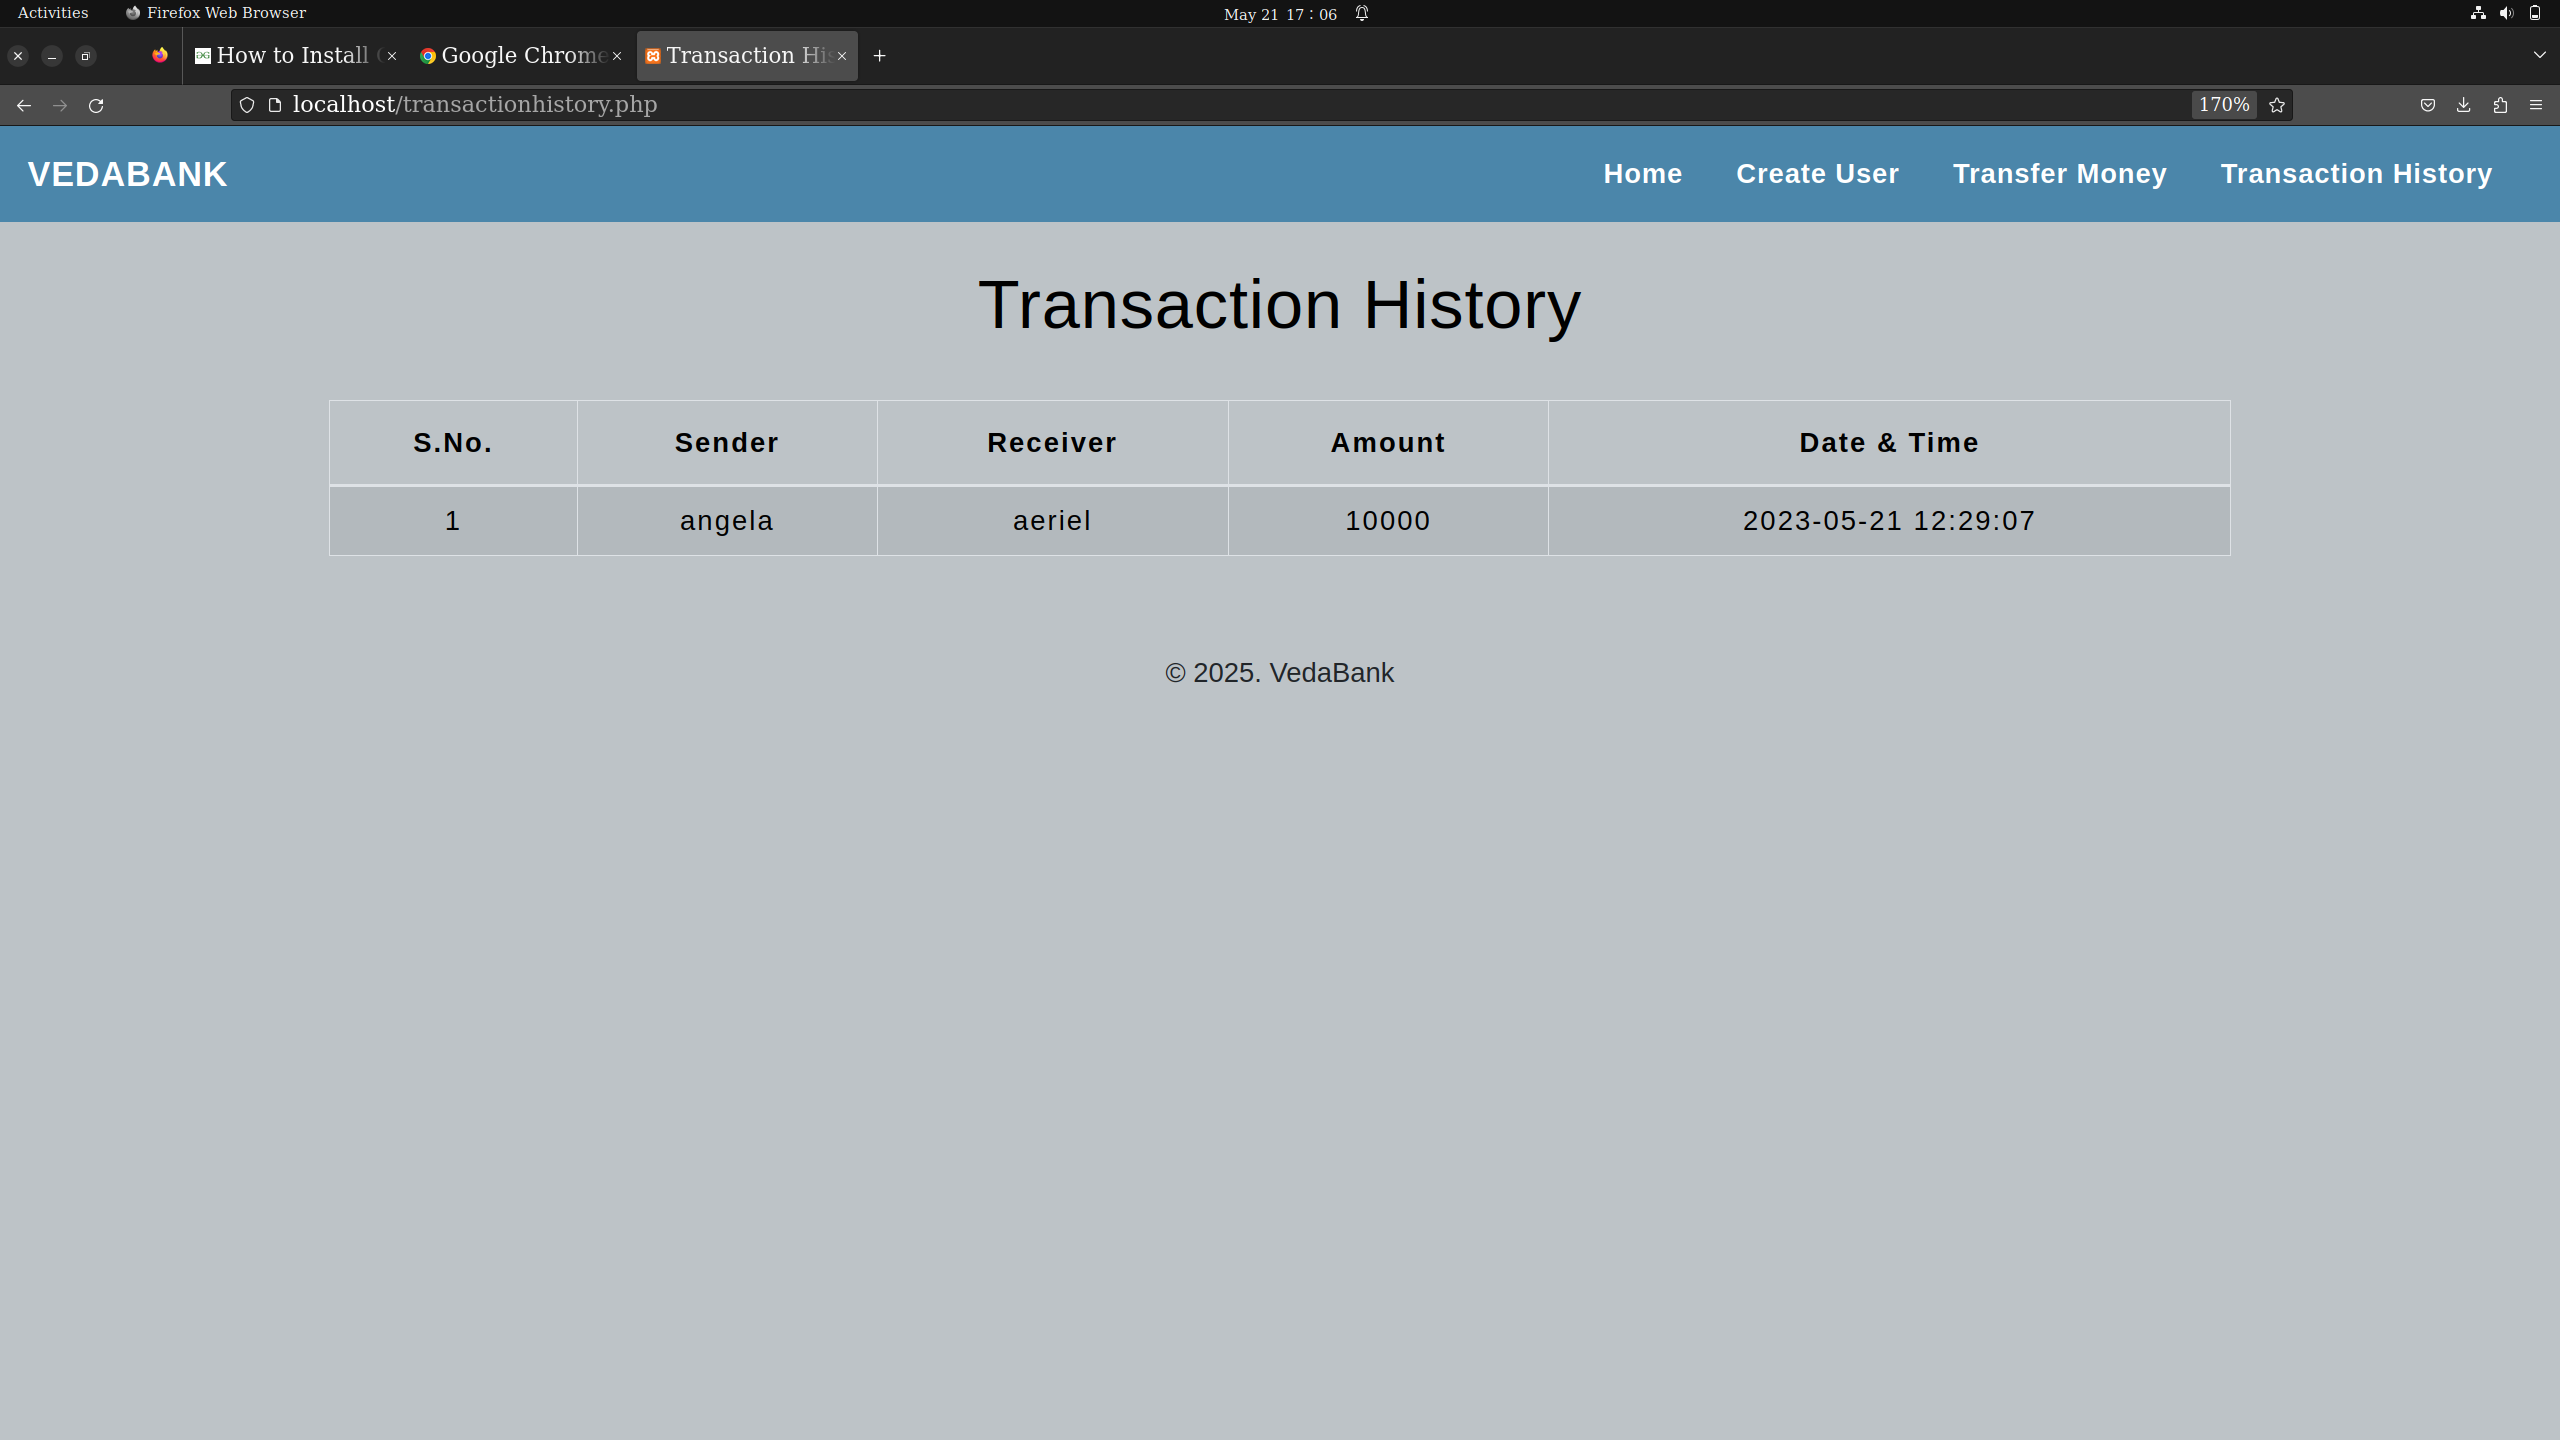 Activities Firefox Web Browser May 21 17 : 06
How to Install Google Chrome Transaction His
localhost/transactionhistory.php 170%
VEDABANK Home Create User Transfer Money Transaction History
Transaction History
S.No. Sender Receiver Amount Date & Time
1 angela aeriel 10000 2023-05-21 12:29:07
© 2025. VedaBank